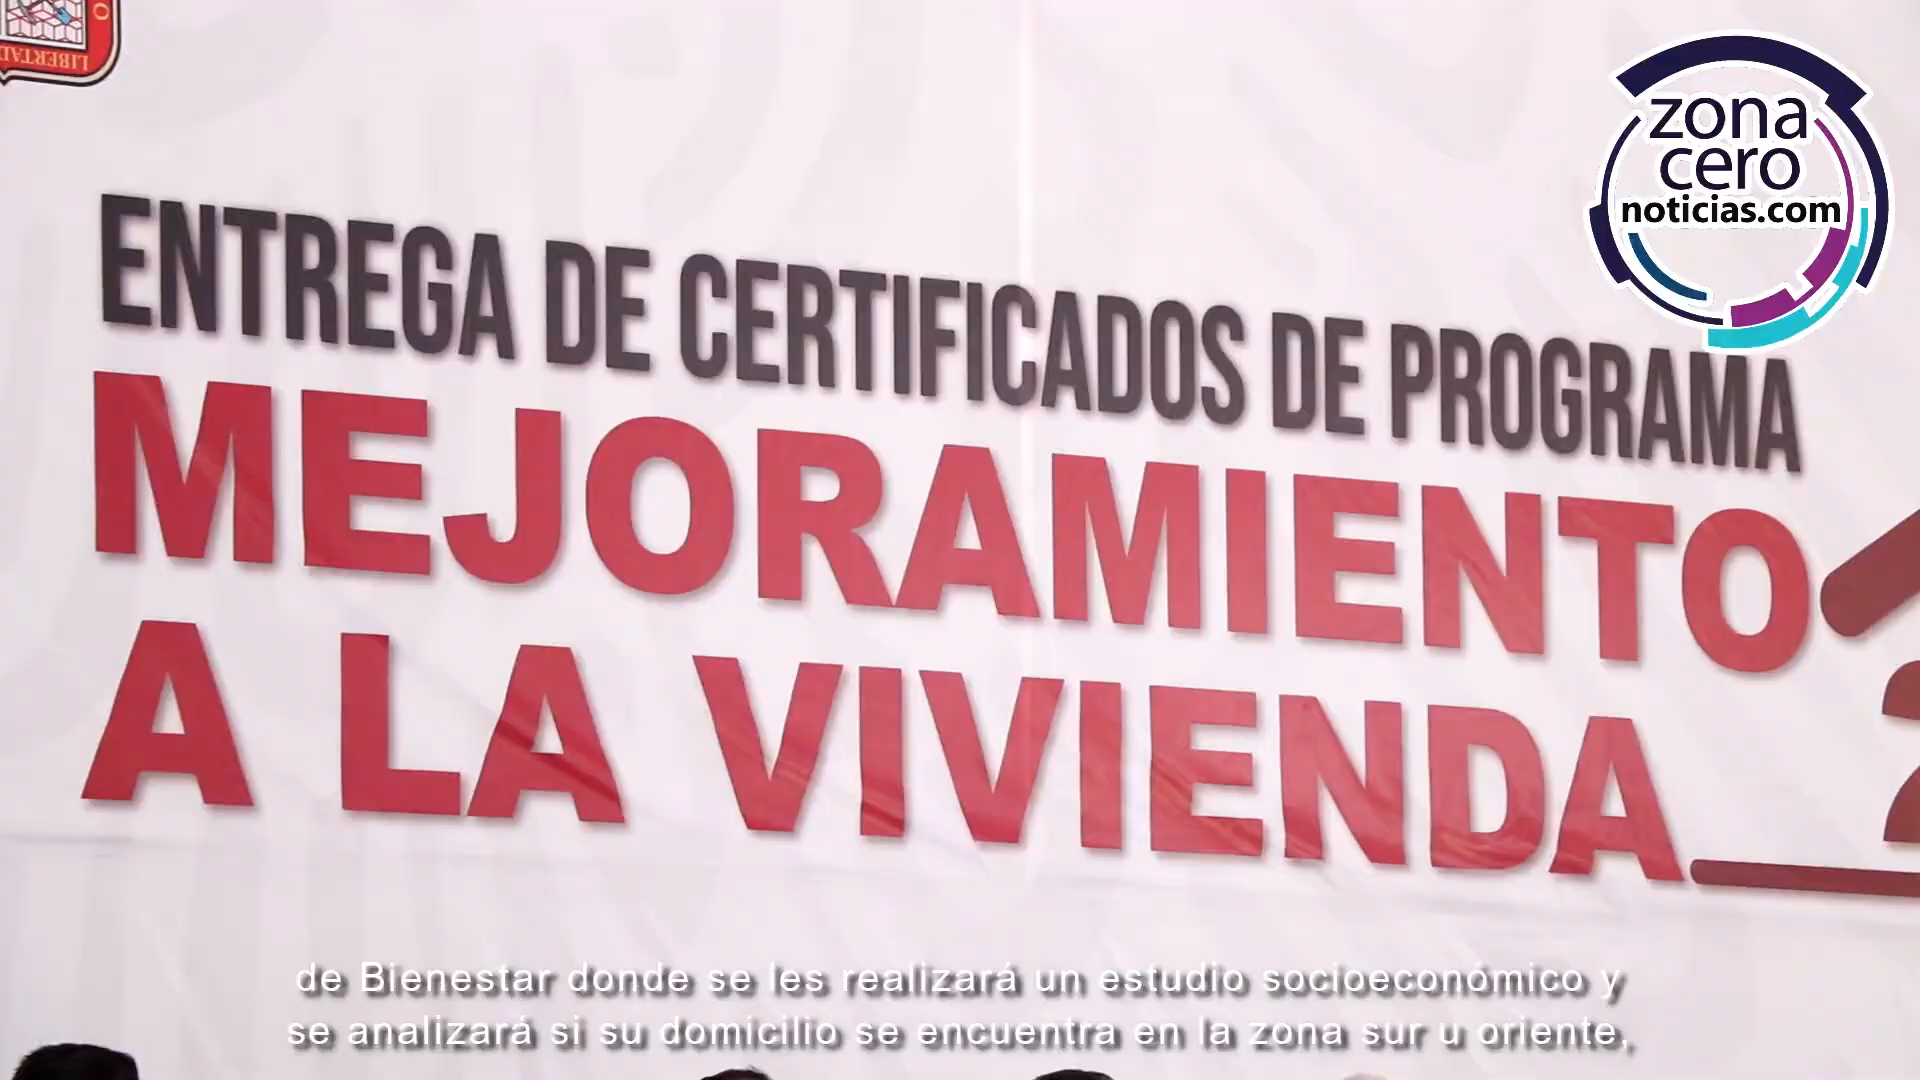 LIBERTAD
zona
cero
noticias.com
ENTREGA DE CERTIFICADOS DE PROGRAMA
MEJORAMIENTO
A LA VIVIENDA
de Bienestar donde se les realizará un estudio socioeconómico y
se analizará si su domicilio se encuentra en la zona sur u oriente,